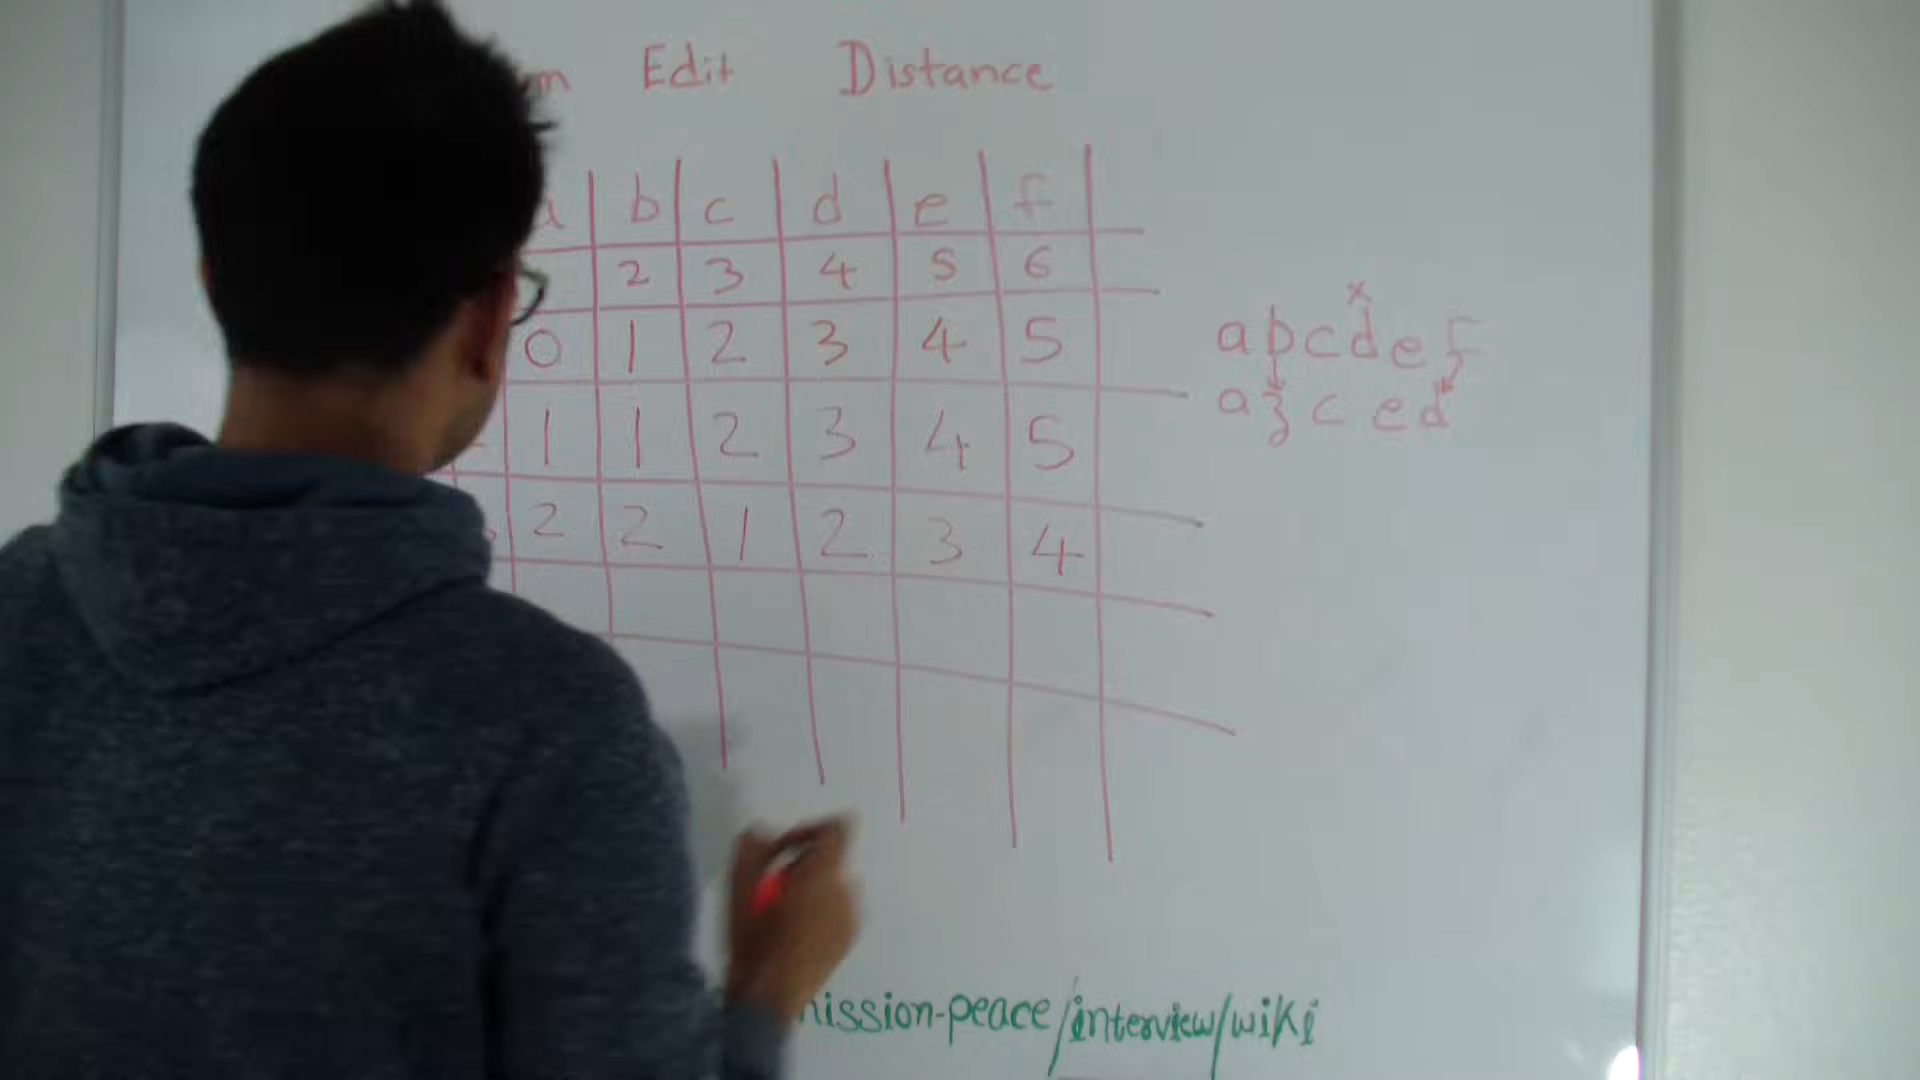 Edit Distance
a b c d e f
2 3 4 5 6
0 1 2 3 4 5
1 1 2 3 4 5
2 2 1 2 3 4
x
abcdef
azced
mission-peace/interview/wiki